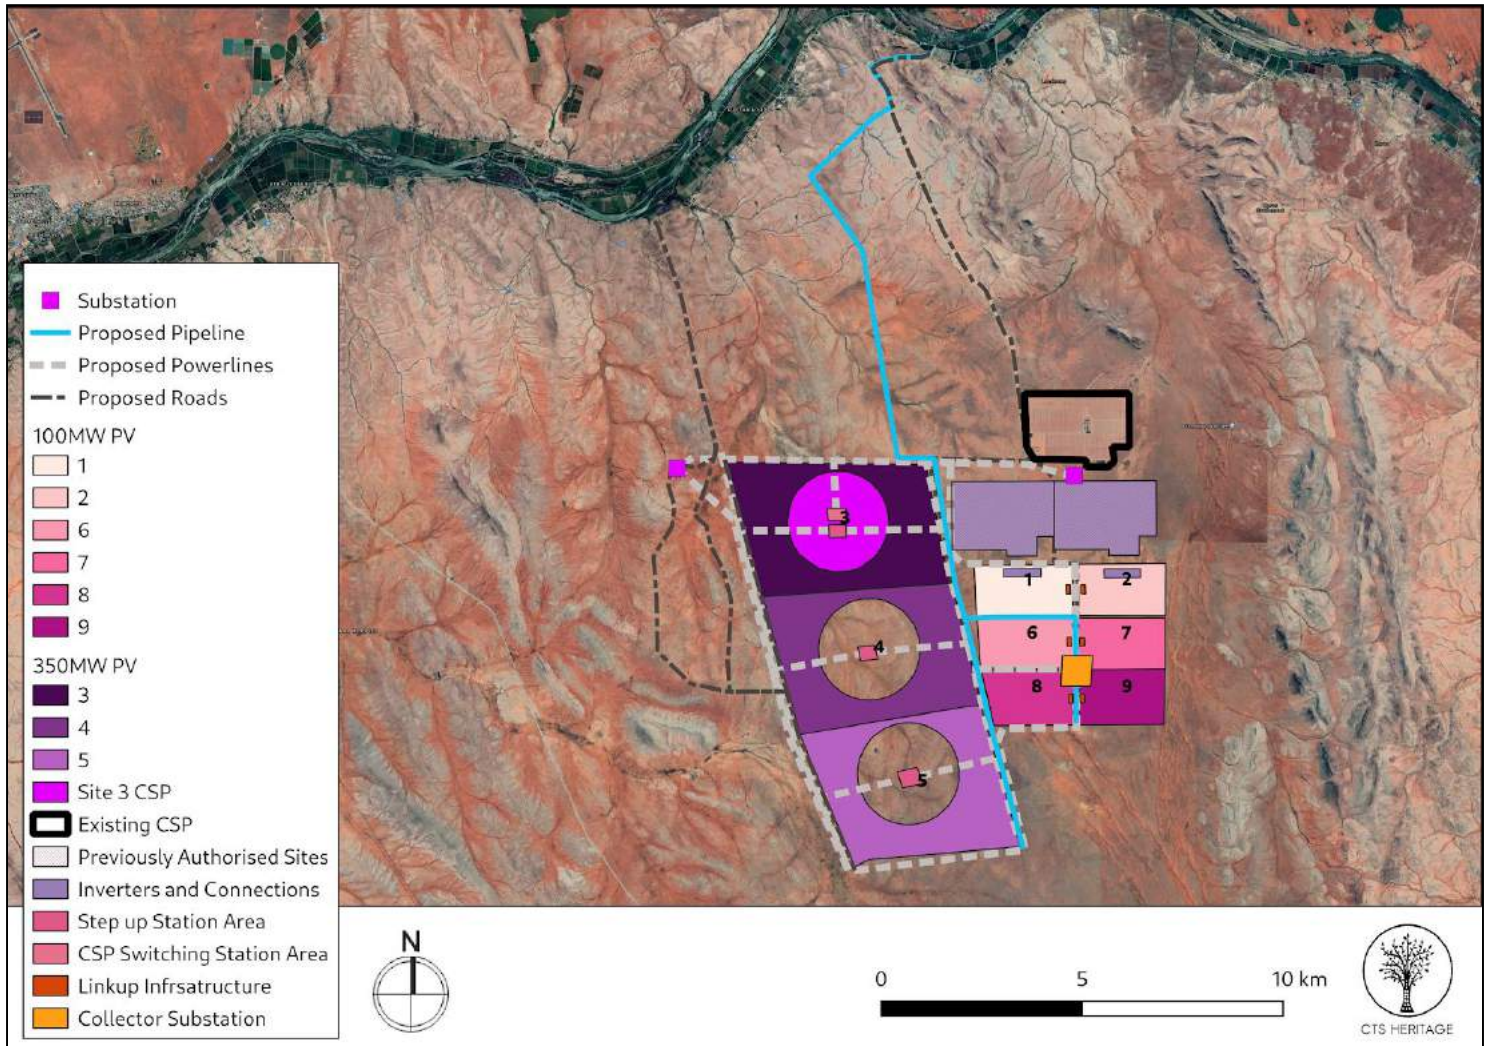 Substation
Proposed Pipeline
Proposed Powerlines
Proposed Roads
100MW PV
1
2
6
7
8
9
350MW PV
3
4
5
Site 3 CSP
Existing CSP
Previously Authorised Sites
Inverters and Connections
Step up Station Area
CSP Switching Station Area
Linkup Infrsatructure
Collector Substation
3
1
2
4
6
7
8
9
5
N
0 5 10 km
CTS HERITAGE